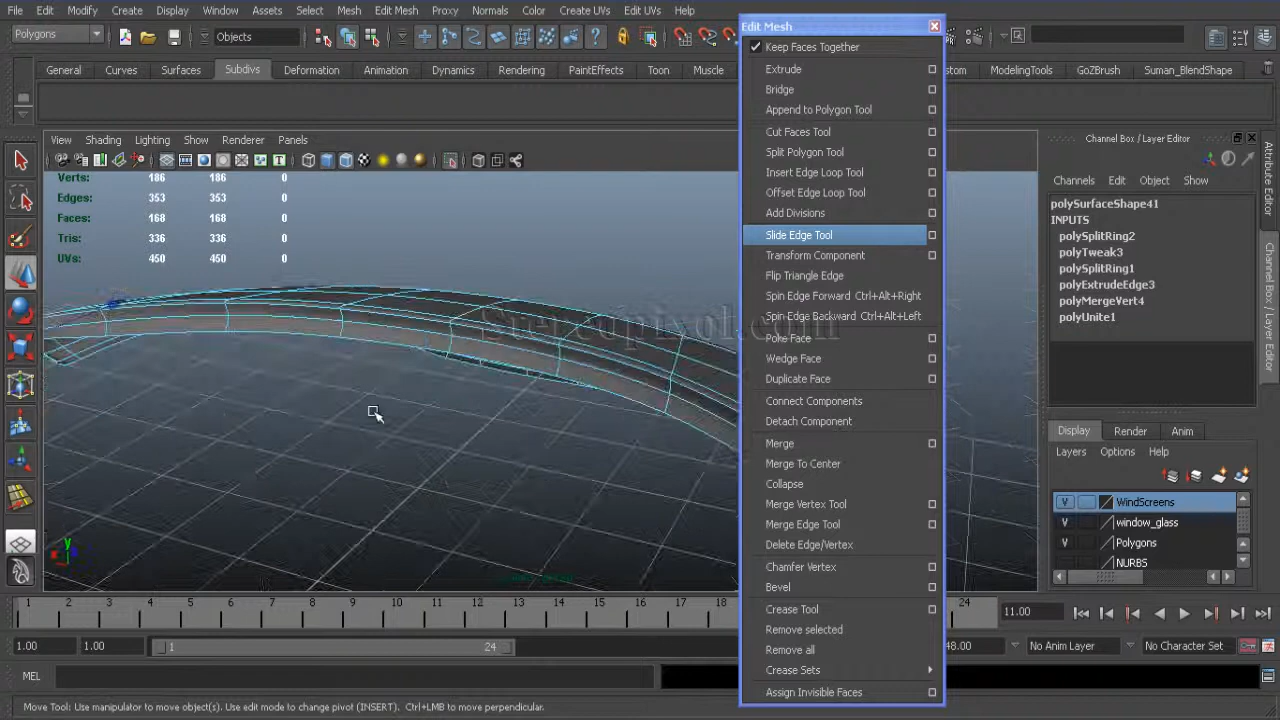 File Edit Modify Create Display Window Assets Select Mesh Edit Mesh Proxy Normals Create UVs Edit UVs Help
Edit Mesh
Polygons Objects
Keep Faces Together
General Curves Surfaces Subdivs Deformation Animation Dynamics Rendering PaintEffects Toon Muscle stom ModelingTools GoZBrush Suman_BlendShape
Extrude
Bridge
Append to Polygon Tool
Cut Faces Tool
Split Polygon Tool
Insert Edge Loop Tool
Offset Edge Loop Tool
Add Divisions
Slide Edge Tool
Transform Component
Flip Triangle Edge
Spin Edge Forward Ctrl+Alt+Right
Spin Edge Backward Ctrl+Alt+Left
Poke Face
Wedge Face
Duplicate Face
Connect Components
Detach Component
Merge
Merge To Center
Collapse
Merge Vertex Tool
Merge Edge Tool
Delete Edge/Vertex
Chamfer Vertex
Bevel
Crease Tool
Remove selected
Remove all
Crease Sets
Assign Invisible Faces
View Shading Lighting Show Renderer Panels
Verts: 186 186 0
Edges: 353 353 0
Faces: 168 168 0
Tris: 336 336 0
UVs: 450 450 0
Stereopixol.com
y
Channel Box / Layer Editor
Channels Edit Object Show
polySurfaceShape41
INPUTS
polySplitRing2
polyTweak3
polySplitRing1
polyExtrudeEdge3
polyMergeVert4
polyUnite1
Attribute Editor
Channel Box / Layer Editor
Display Render Anim
Layers Options Help
V WindScreens
V window_glass
V Polygons
NURBS
1 2 3 4 5 6 7 8 9 10 11 12 13 14 15 16 17 18 24 11.00
1.00 1.00 1 24 48.00 No Anim Layer No Character Set
MEL
Move Tool: Use manipulator to move object(s). Use edit mode to change pivot (INSERT). Ctrl+LMB to move perpendicular.